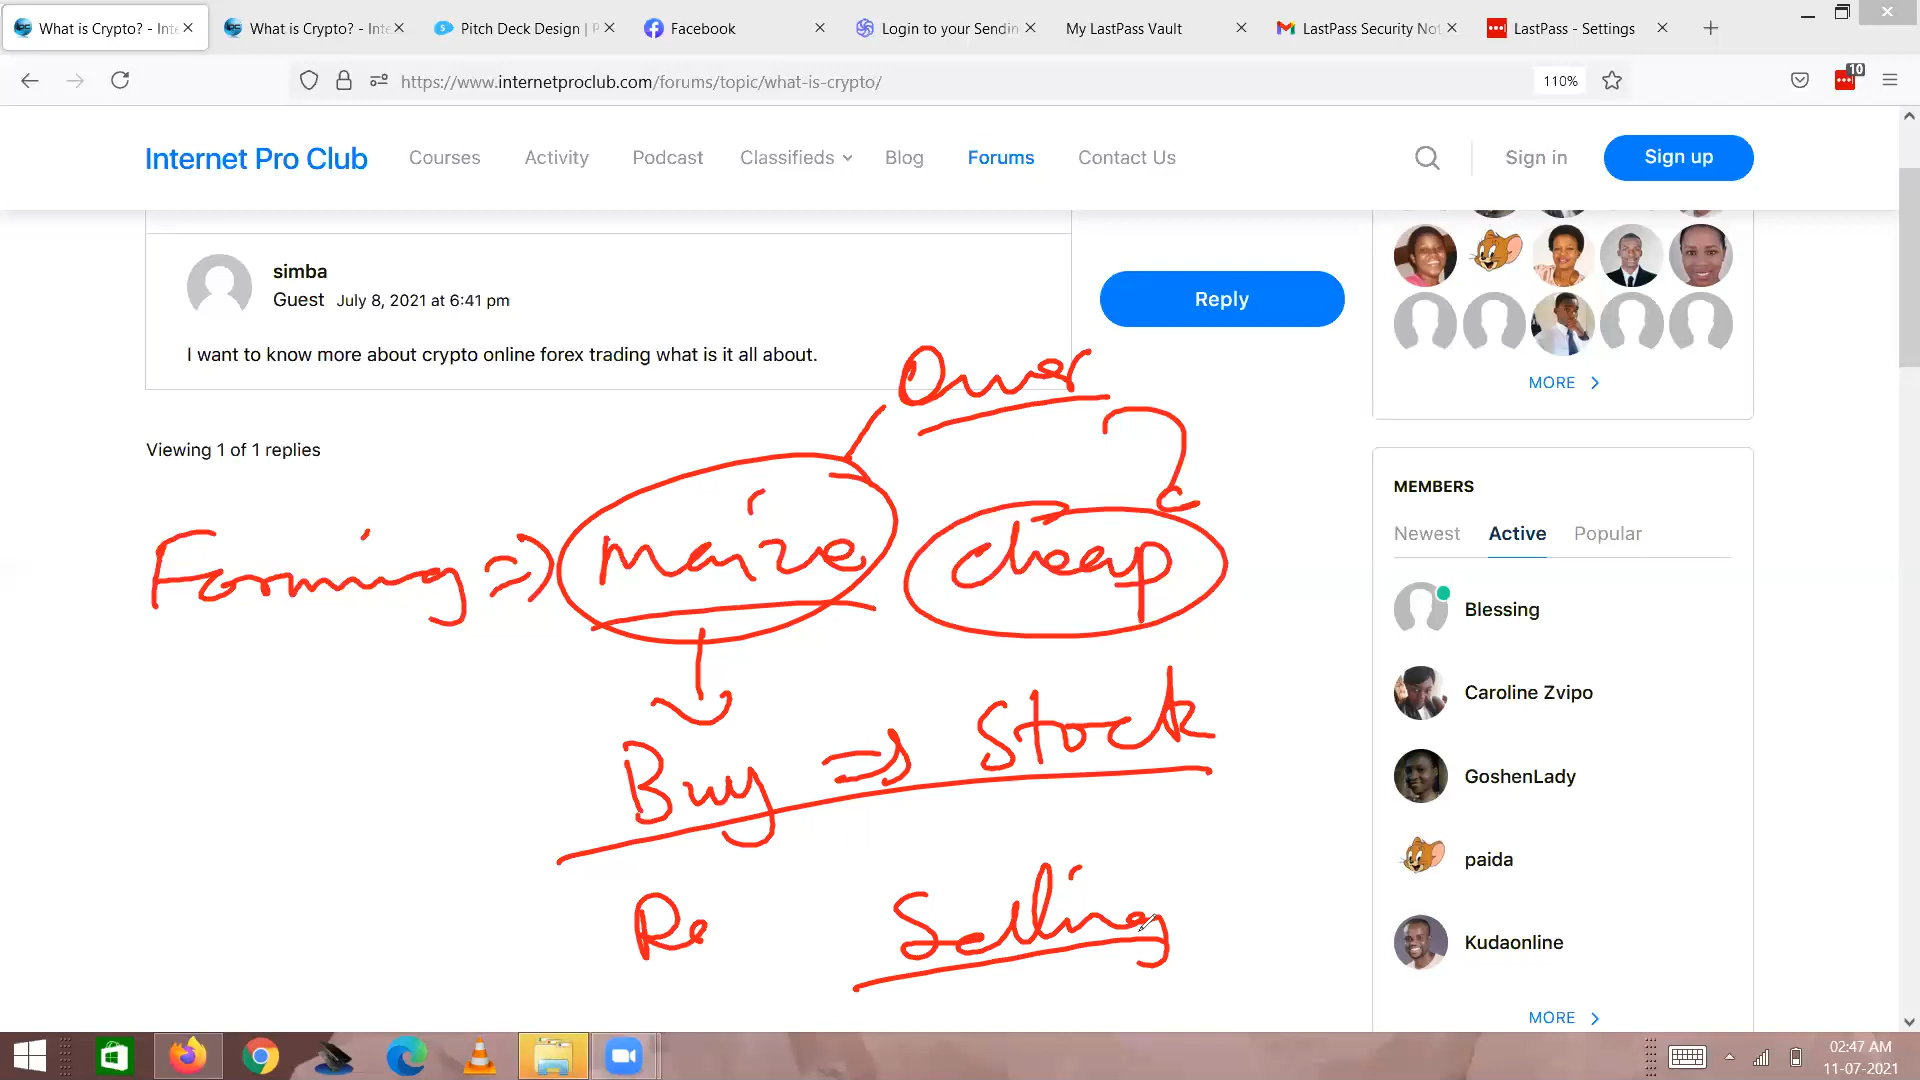 What is Crypto? - Inte
What is Crypto? - Inte
Pitch Deck Design | P
Facebook
Login to your Sendin
My LastPass Vault
LastPass Security Not
LastPass - Settings
https://www.internetproclub.com/forums/topic/what-is-crypto/
110%
10
Internet Pro Club
Courses
Activity
Podcast
Classifieds
Blog
Forums
Contact Us
Sign in
Sign up
simba
Guest July 8, 2021 at 6:41 pm
I want to know more about crypto online forex trading what is it all about.
Reply
Viewing 1 of 1 replies
Owner
Farming => maize cheap
Buy => Stock
Re Selling
MORE
MEMBERS
Newest Active Popular
Blessing
Caroline Zvipo
GoshenLady
paida
Kudaonline
MORE
02:47 AM
11-07-2021